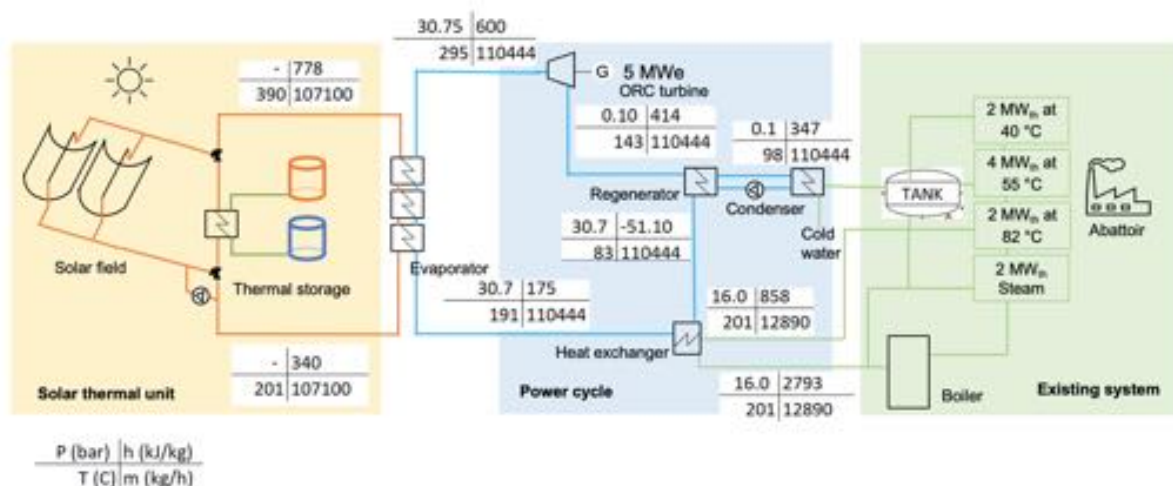 30.75 | 600
295 | 110444
- | 778
390 | 107100
G 5 MWe
ORC turbine
0.10 | 414
143 | 110444
0.1 | 347
98 | 110444
2 MWth at
40 °C
4 MWth at
55 °C
2 MWth at
82 °C
2 MWth
Steam
TANK
Abattoir
Regenerator
Condenser
Cold
water
30.7 | -51.10
83 | 110444
Solar field
Thermal storage
Evaporator
30.7 | 175
191 | 110444
16.0 | 858
201 | 12890
Heat exchanger
- | 340
201 | 107100
16.0 | 2793
201 | 12890
Boiler
Solar thermal unit
Power cycle
Existing system
P (bar) | h (kJ/kg)
T (C) | m (kg/h)